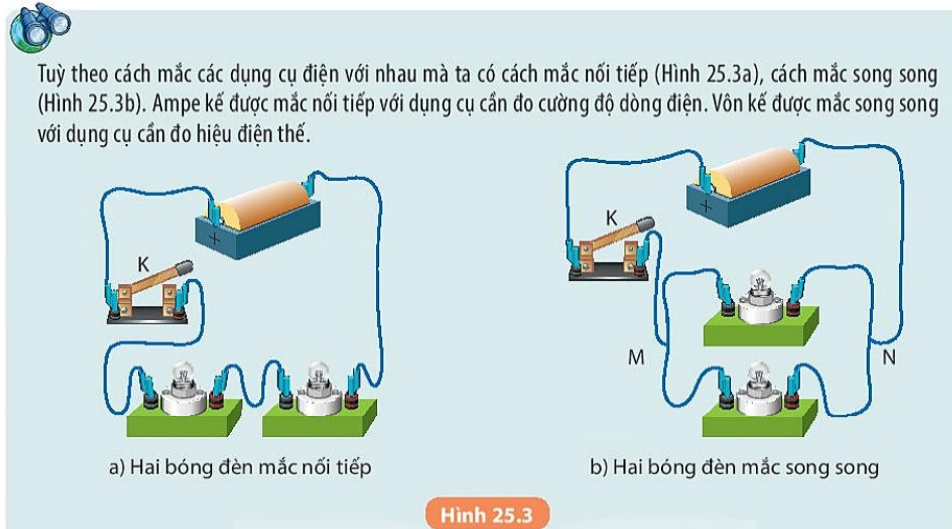 Tuỳ theo cách mắc các dụng cụ điện với nhau mà ta có cách mắc nối tiếp (Hình 25.3a), cách mắc song song
(Hình 25.3b). Ampe kế được mắc nối tiếp với dụng cụ cần đo cường độ dòng điện. Vôn kế được mắc song song
với dụng cụ cần đo hiệu điện thế.
+
K
a) Hai bóng đèn mắc nối tiếp
+
K
M
N
b) Hai bóng đèn mắc song song
Hình 25.3